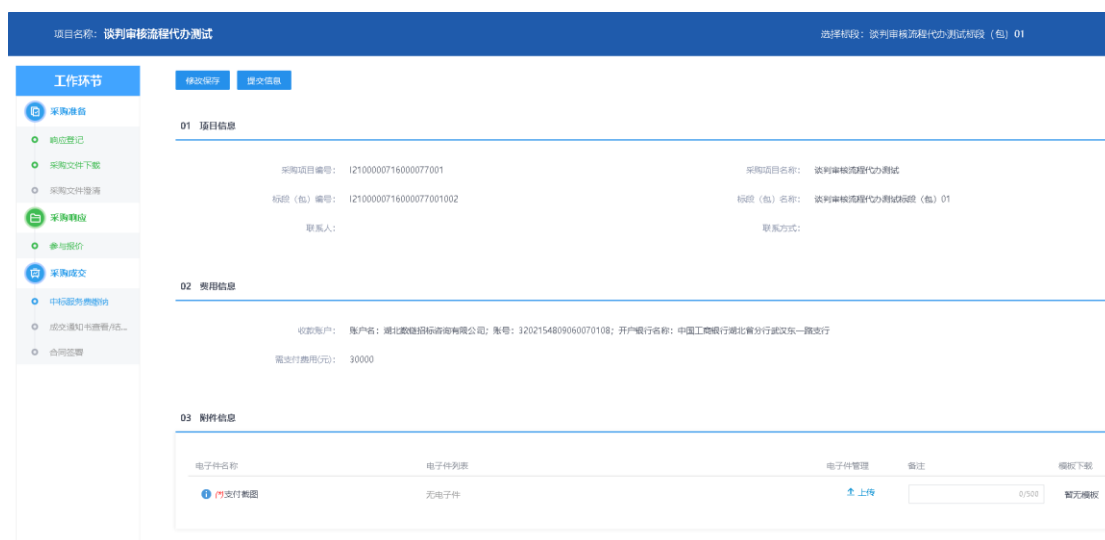 项目名称: 谈判审核流程代办测试
选择标段: 谈判审核流程代办测试标段（包）01
工作环节
采购准备
响应登记
采购文件下载
采购文件澄清
采购响应
参与报价
采购成交
中标服务费缴纳
成交通知书查看/结...
合同签署
修改保存 提交信息
01 项目信息
采购项目编号: I2100000716000077001 采购项目名称: 谈判审核流程代办测试
标段（包）编号: I2100000716000077001002 标段（包）名称: 谈判审核流程代办测试标段（包）01
联系人: 联系方式:
02 费用信息
收款账户: 账户名: 湖北数维招标咨询有限公司; 账号: 3202154809060070108; 开户银行名称: 中国工商银行湖北省分行武汉东一路支行
需支付费用(元): 30000
03 附件信息
电子件名称 电子件列表 电子件管理 备注 模板下载
(*)支付截图 无电子件 上传 0/500 暂无模板